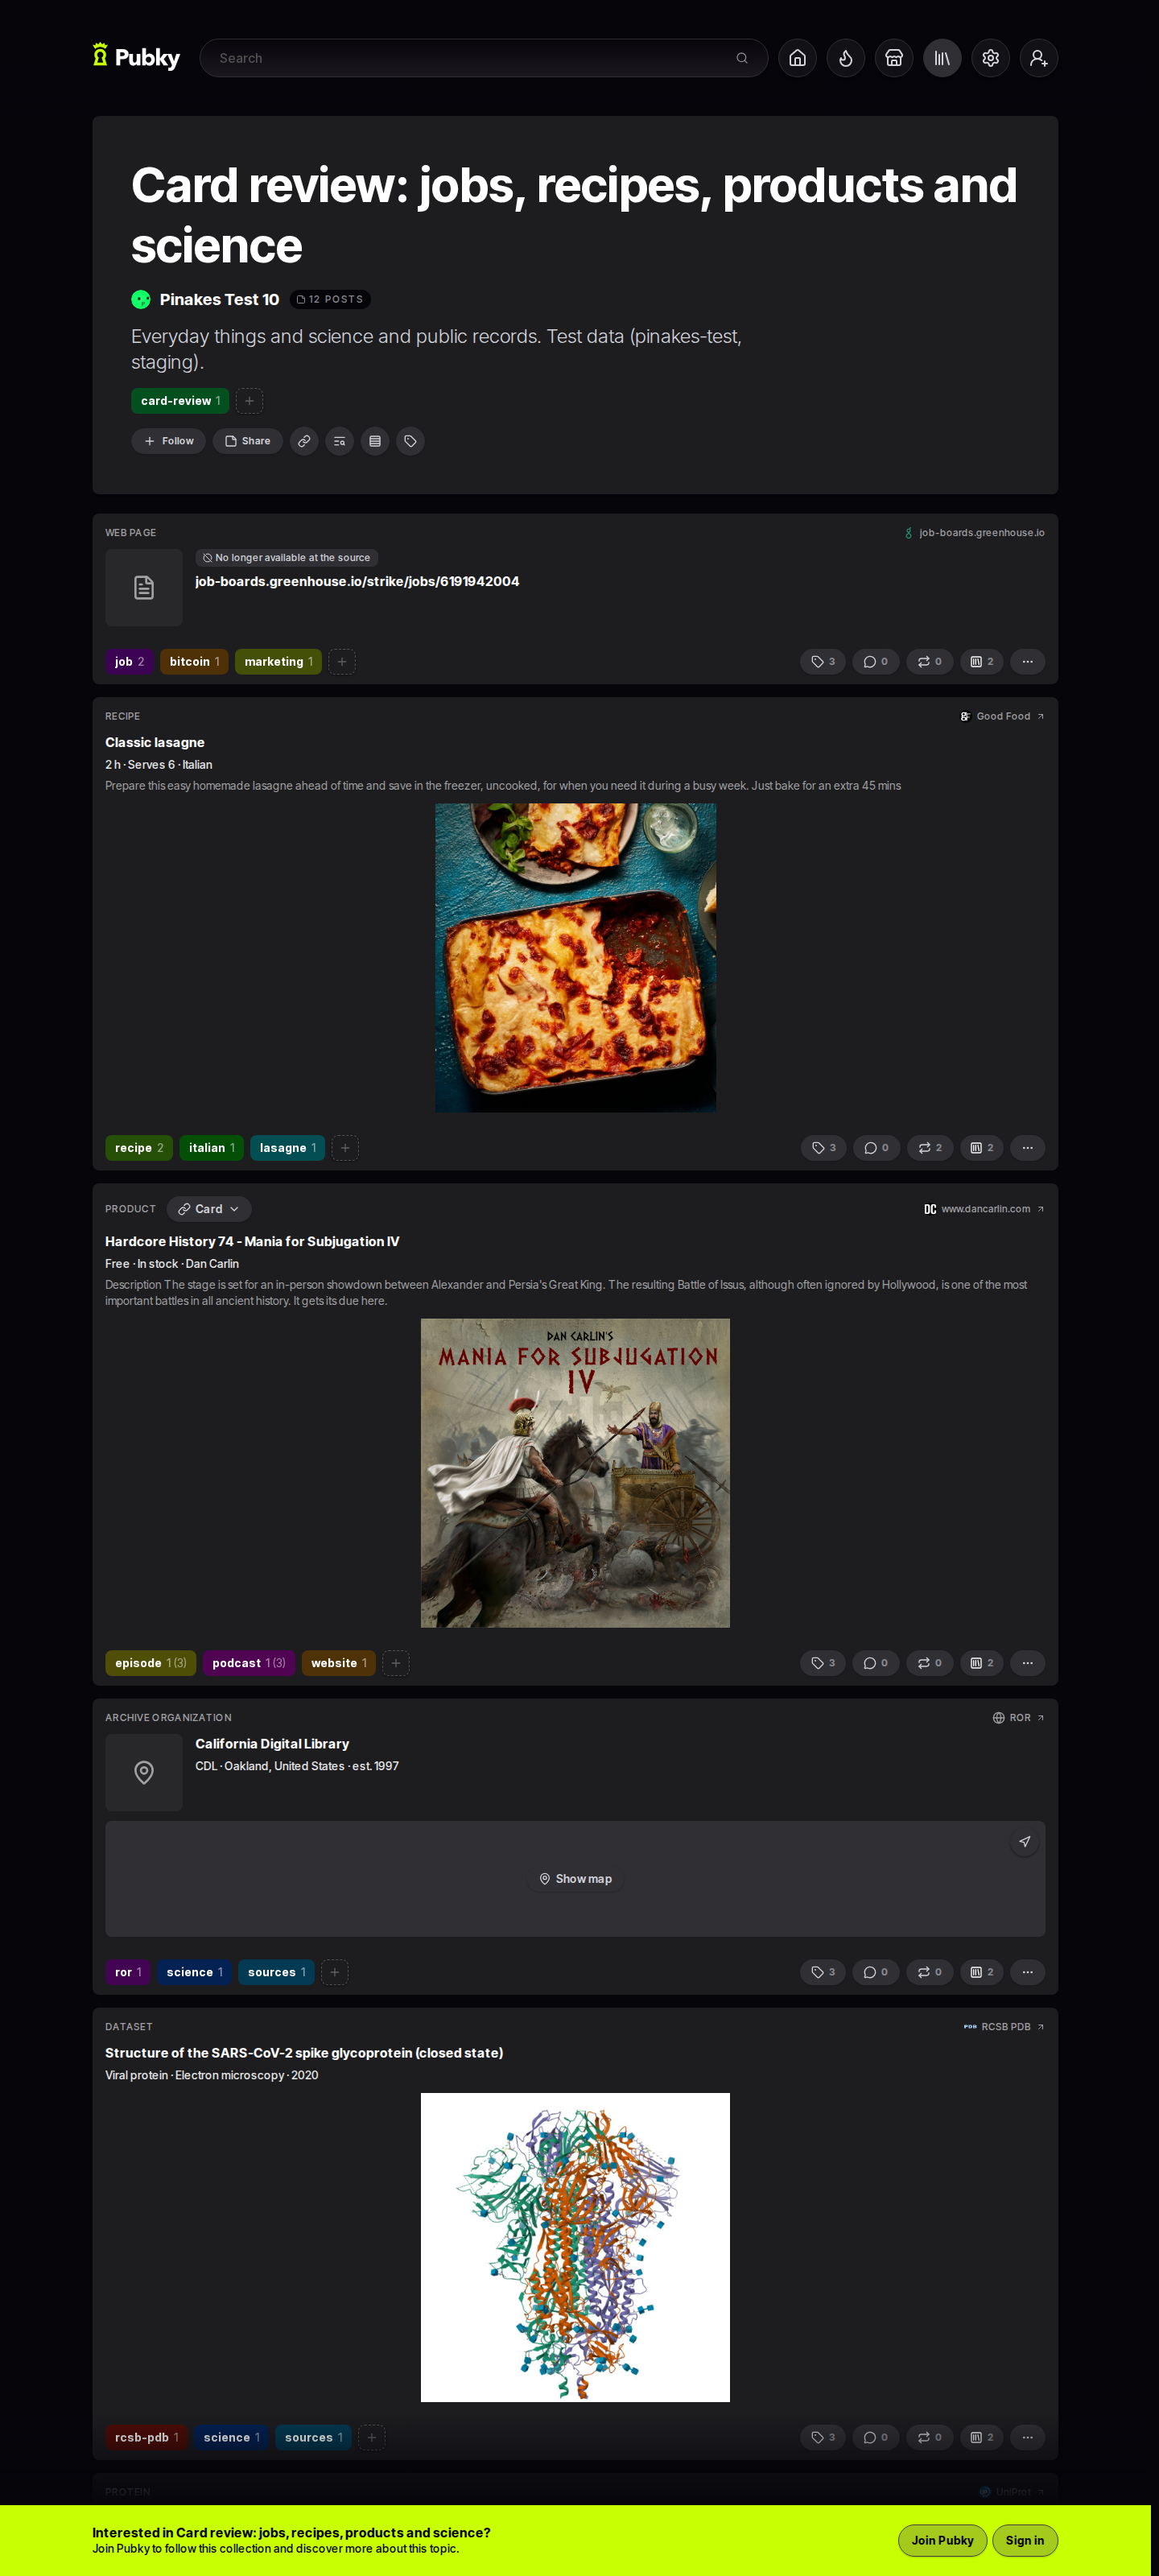 Pubky
Search
Card review: jobs, recipes, products and
science
Pinakes Test 10
12 POSTS
Everyday things and science and public records. Test data (pinakes-test,
staging).
card-review 1
Follow
Share
WEB PAGE
job-boards.greenhouse.io
No longer available at the source
job-boards.greenhouse.io/strike/jobs/6191942004
job 2
bitcoin 1
marketing 1
3
0
0
2
RECIPE
Good Food
Classic lasagne
2 h · Serves 6 · Italian
Prepare this easy homemade lasagne ahead of time and save in the freezer, uncooked, for when you need it during a busy week. Just bake for an extra 45 mins
recipe 2
italian 1
lasagne 1
3
0
2
2
PRODUCT
Card
DC
www.dancarlin.com
Hardcore History 74 - Mania for Subjugation IV
Free · In stock · Dan Carlin
Description The stage is set for an in-person showdown between Alexander and Persia's Great King. The resulting Battle of Issus, although often ignored by Hollywood, is one of the most
important battles in all ancient history. It gets its due here.
DAN CARLIN'S
MANIA FOR SUBJUGATION
IV
episode 1 (3)
podcast 1 (3)
website 1
3
0
0
2
ARCHIVE ORGANIZATION
ROR
California Digital Library
CDL · Oakland, United States · est. 1997
Show map
ror 1
science 1
sources 1
3
0
0
2
DATASET
PDB
RCSB PDB
Structure of the SARS-CoV-2 spike glycoprotein (closed state)
Viral protein · Electron microscopy · 2020
rcsb-pdb 1
science 1
sources 1
3
0
0
2
PROTEIN
UniProt
Interested in Card review: jobs, recipes, products and science?
Join Pubky to follow this collection and discover more about this topic.
Join Pubky
Sign in